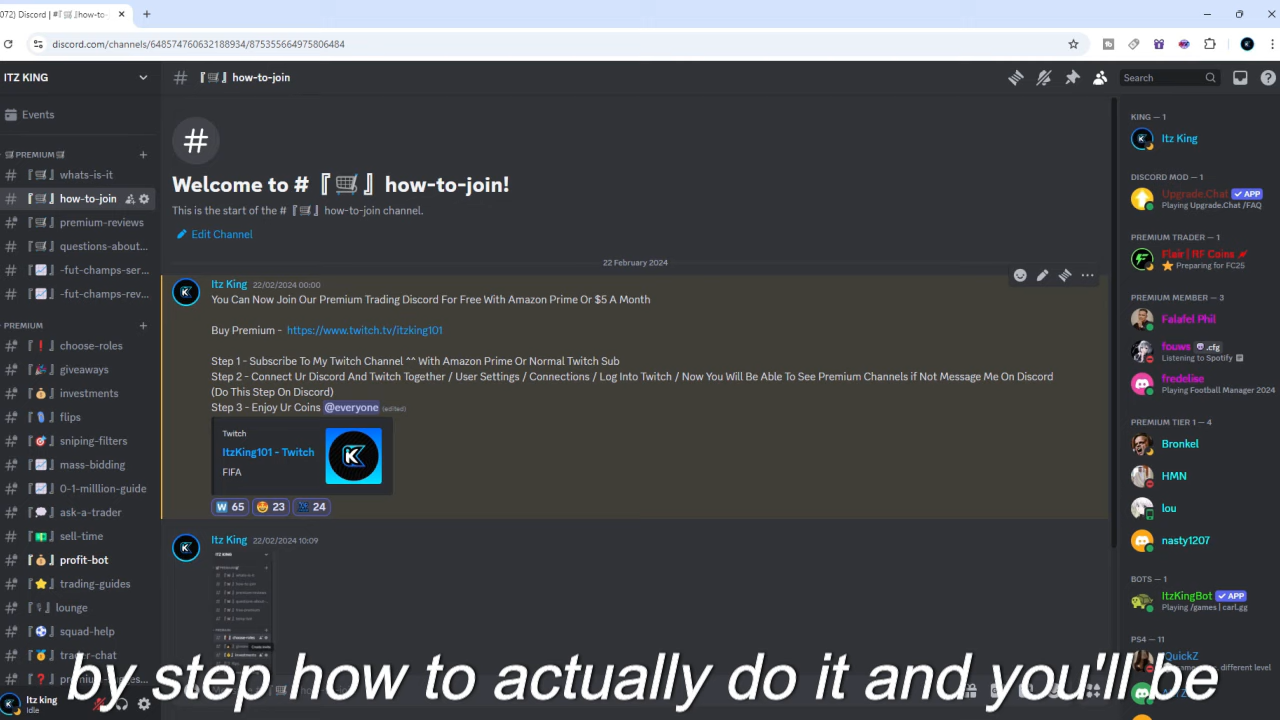 072) Discord | #『🛒』how-to-
discord.com/channels/648574760632188934/875355664975806484
ITZ KING
# 『🛒』how-to-join
Search
Events
🛒 PREMIUM 🛒
『🛒』whats-is-it
『🛒』how-to-join
『🛒』premium-reviews
『🛒』questions-about...
『📈』-fut-champs-ser...
『📈』-fut-champs-rev...
PREMIUM
『❗』choose-roles
『🎉』giveaways
『💰』investments
『👖』flips
『🎯』sniping-filters
『📈』mass-bidding
『📈』0-1-milllion-guide
『💭』ask-a-trader
『💵』sell-time
『💰』profit-bot
『⭐』trading-guides
lounge
『⚽』squad-help
trader-chat
Itz king
Idle
Welcome to # 『🛒』 how-to-join!
This is the start of the # 『🛒』 how-to-join channel.
Edit Channel
22 February 2024
Itz King 22/02/2024 00:00
You Can Now Join Our Premium Trading Discord For Free With Amazon Prime Or $5 A Month
Buy Premium - https://www.twitch.tv/itzking101
Step 1 - Subscribe To My Twitch Channel ^^ With Amazon Prime Or Normal Twitch Sub
Step 2 - Connect Ur Discord And Twitch Together / User Settings / Connections / Log Into Twitch / Now You Will Be Able To See Premium Channels if Not Message Me On Discord
(Do This Step On Discord)
Step 3 - Enjoy Ur Coins @everyone (edited)
Twitch
ItzKing101 - Twitch
FIFA
W 65 🤩 23 24
Itz King 22/02/2024 10:09
by step how to actually do it and you'll be
KING — 1
Itz King
DISCORD MOD — 1
Upgrade.Chat ✓ APP
Playing Upgrade.Chat /FAQ
PREMIUM TRADER — 1
Flair | RF Coins
⭐ Preparing for FC25
PREMIUM MEMBER — 3
Falafel Phil
fouws .cfg
Listening to Spotify
fredelise
Playing Football Manager 2024
PREMIUM TIER 1 — 4
Bronkel
HMN
lou
nasty1207
BOTS — 1
ItzKingBot ✓ APP
Playing /games | carl.gg
PS4 — 11
QuickZ
different level